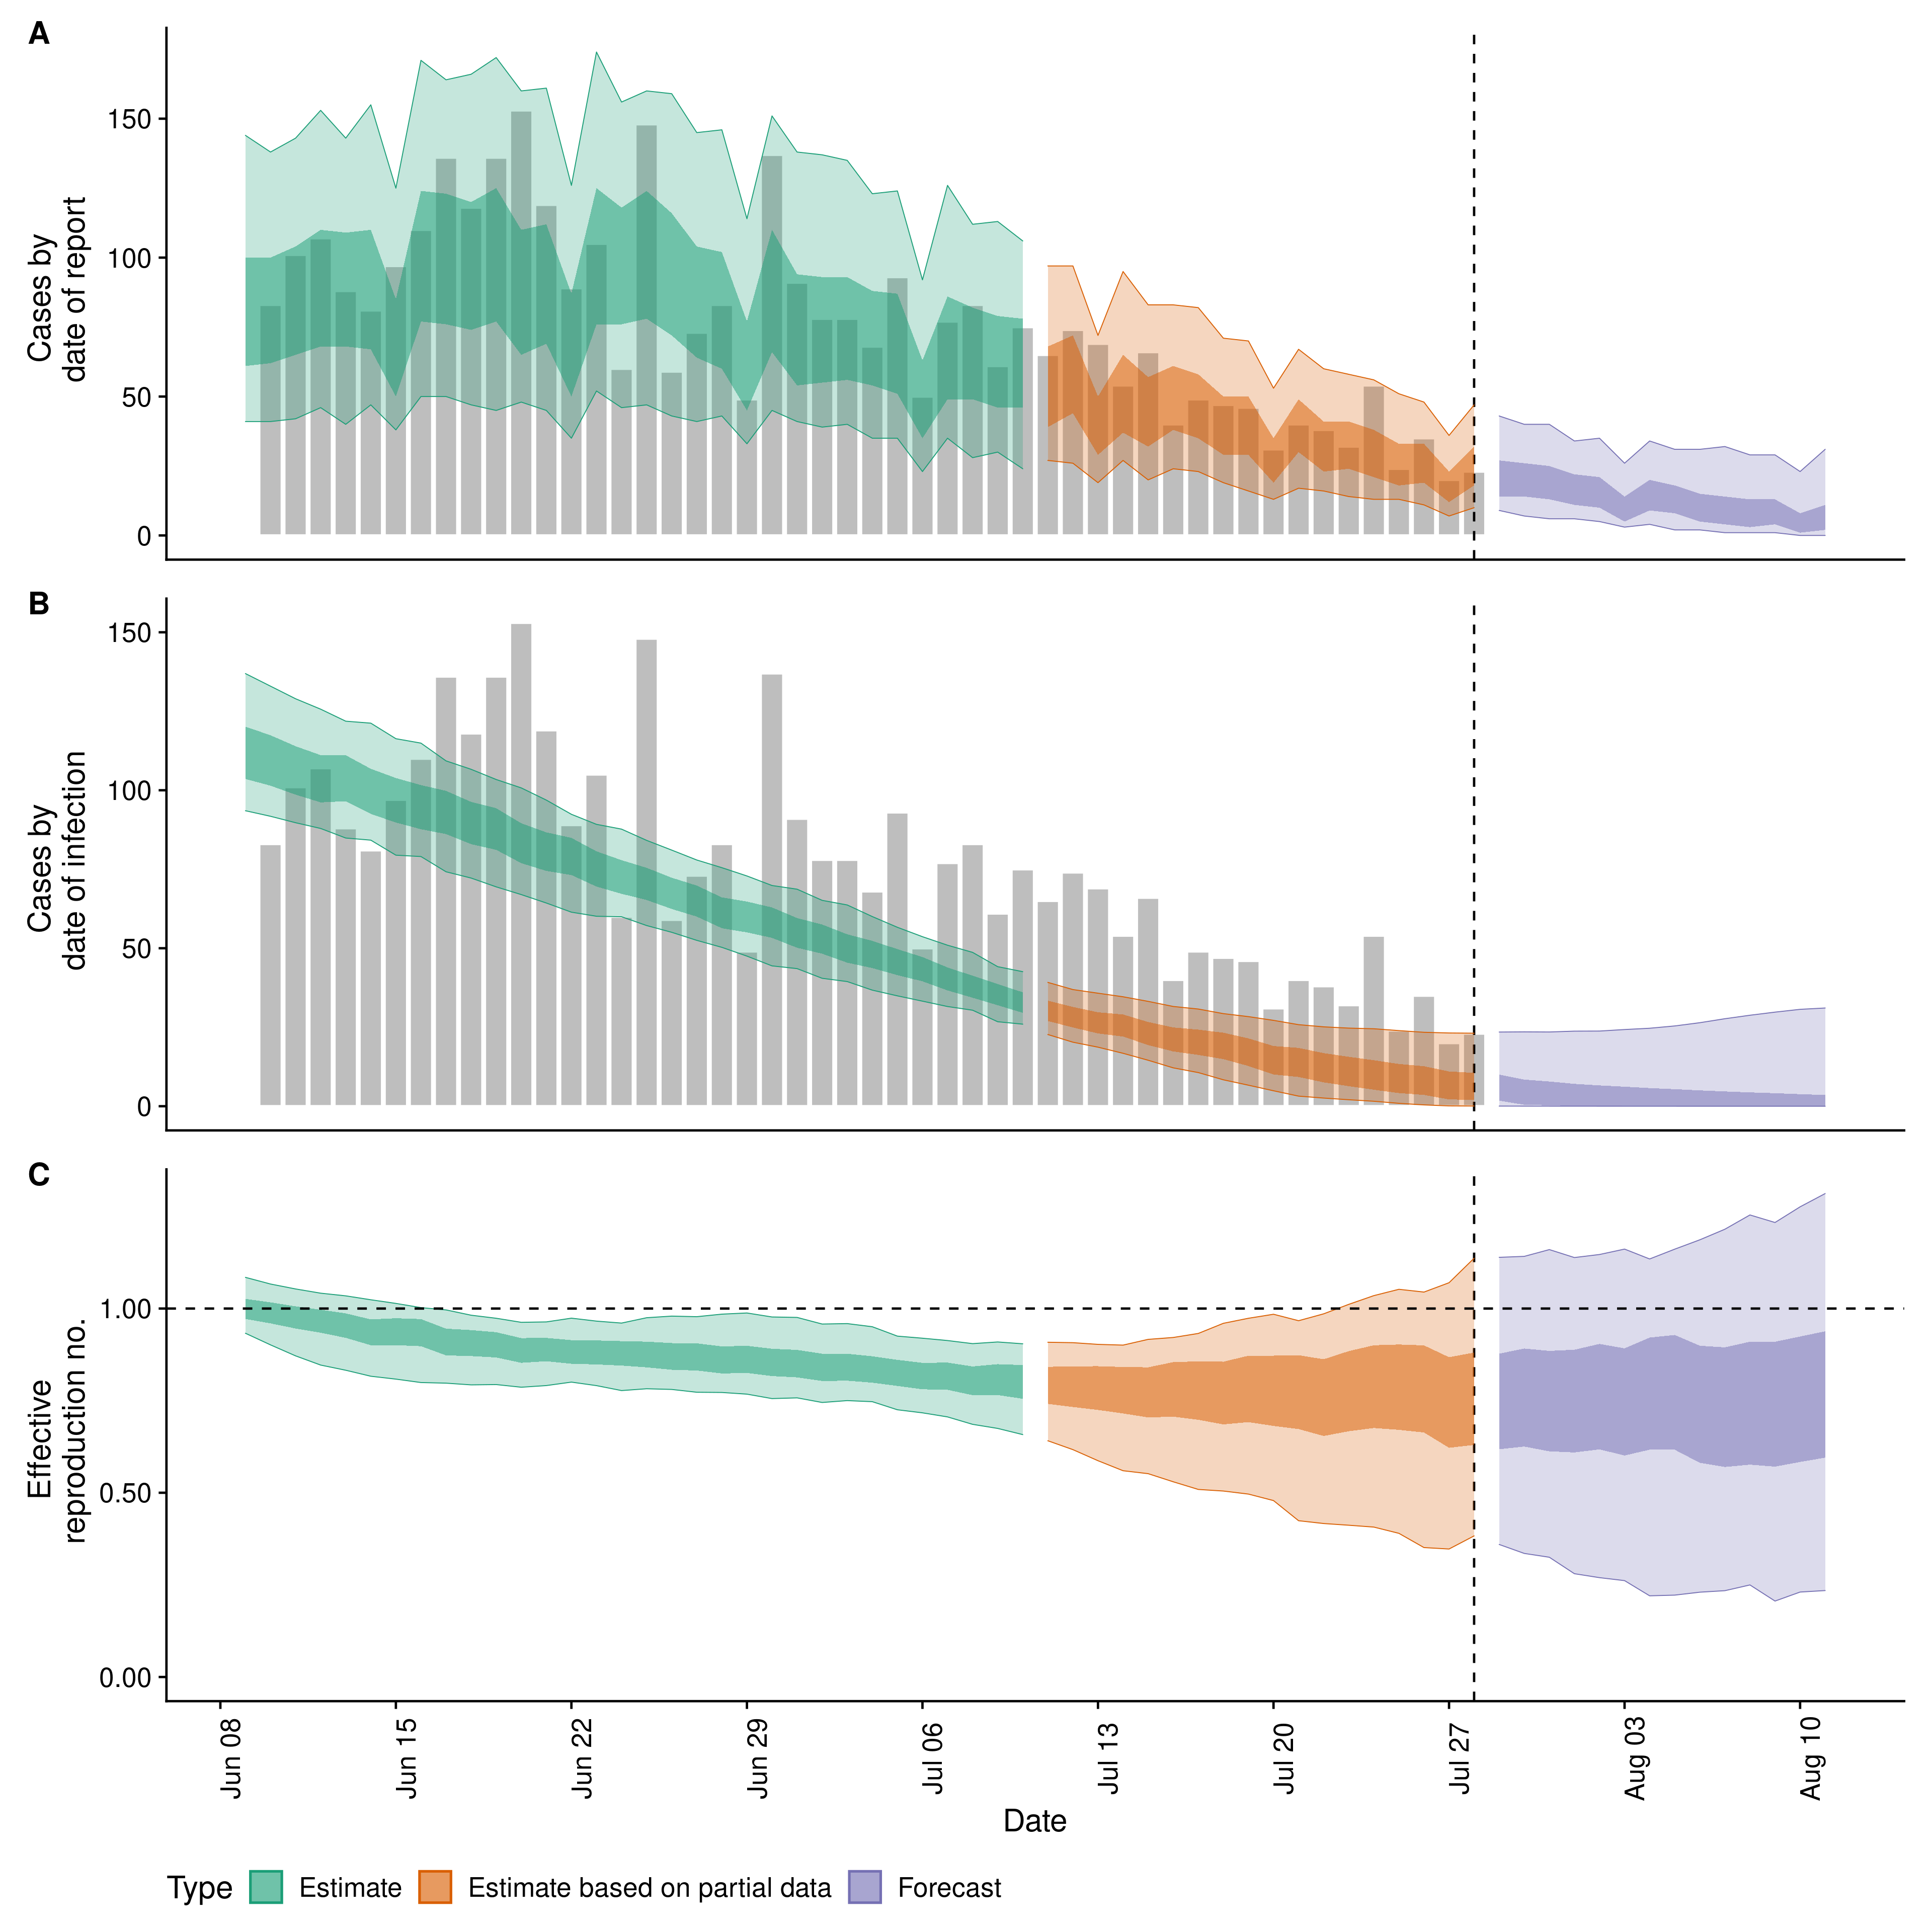 A
Cases by
date of report
150
100
50
0
B
Cases by
date of infection
150
100
50
0
C
Effective
reproduction no.
1.00
0.50
0.00
Jun 08
Jun 15
Jun 22
Jun 29
Jul 06
Jul 13
Jul 20
Jul 27
Aug 03
Aug 10
Date
Type Estimate Estimate based on partial data Forecast